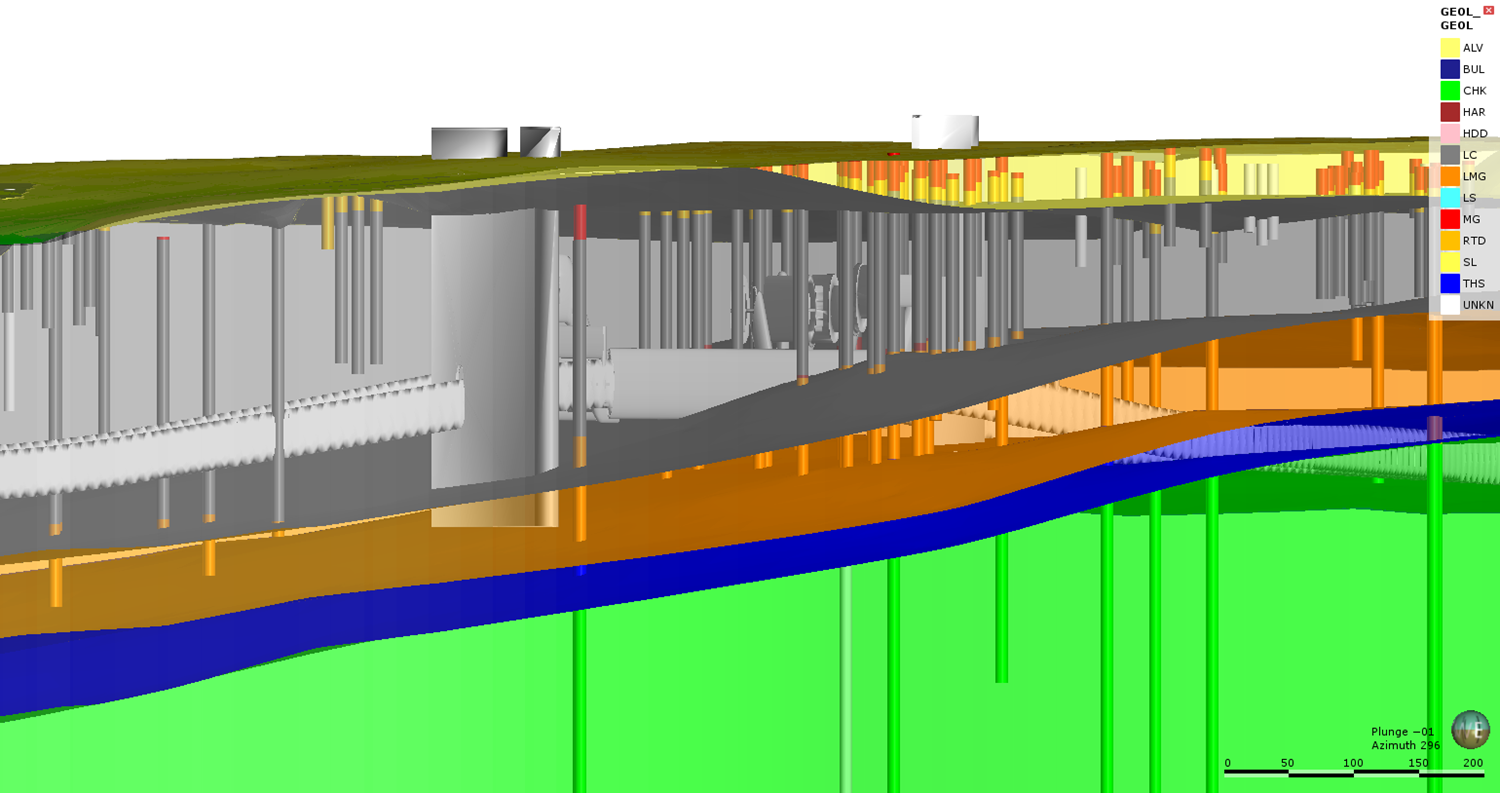 GEOL_
GEOL
ALV
BUL
CHK
HAR
HDD
LC
LMG
LS
MG
RTD
SL
THS
UNKN
Plunge −01
Azimuth 296
0 50 100 150 200